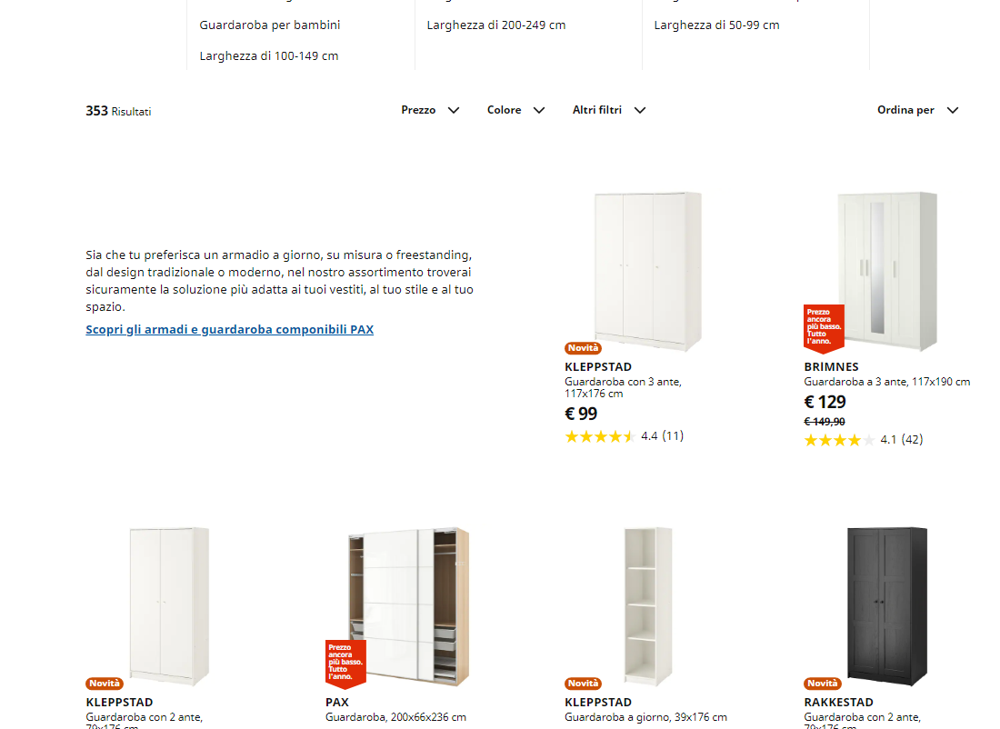 Guardaroba per bambini
Larghezza di 200-249 cm
Larghezza di 50-99 cm
Larghezza di 100-149 cm
353 Risultati
Prezzo
Colore
Altri filtri
Ordina per
Sia che tu preferisca un armadio a giorno, su misura o freestanding,
dal design tradizionale o moderno, nel nostro assortimento troverai
sicuramente la soluzione più adatta ai tuoi vestiti, al tuo stile e al tuo
spazio.
Scopri gli armadi e guardaroba componibili PAX
Novità
KLEPPSTAD
Guardaroba con 3 ante,
117x176 cm
€ 99
4.4 (11)
Prezzo
ancora
più basso.
Tutto
l'anno.
BRIMNES
Guardaroba a 3 ante, 117x190 cm
€ 129
€ 149,90
4.1 (42)
Novità
KLEPPSTAD
Guardaroba con 2 ante,
79x176 cm
Prezzo
ancora
più basso.
Tutto
l'anno.
PAX
Guardaroba, 200x66x236 cm
Novità
KLEPPSTAD
Guardaroba a giorno, 39x176 cm
Novità
RAKKESTAD
Guardaroba con 2 ante,
79x176 cm